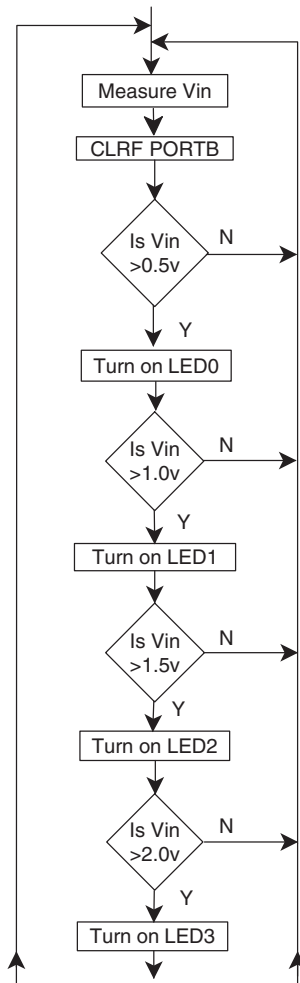 Measure Vin
CLRF PORTB
Is Vin
>0.5v
N
Y
Turn on LED0
Is Vin
>1.0v
N
Y
Turn on LED1
Is Vin
>1.5v
N
Y
Turn on LED2
Is Vin
>2.0v
N
Y
Turn on LED3